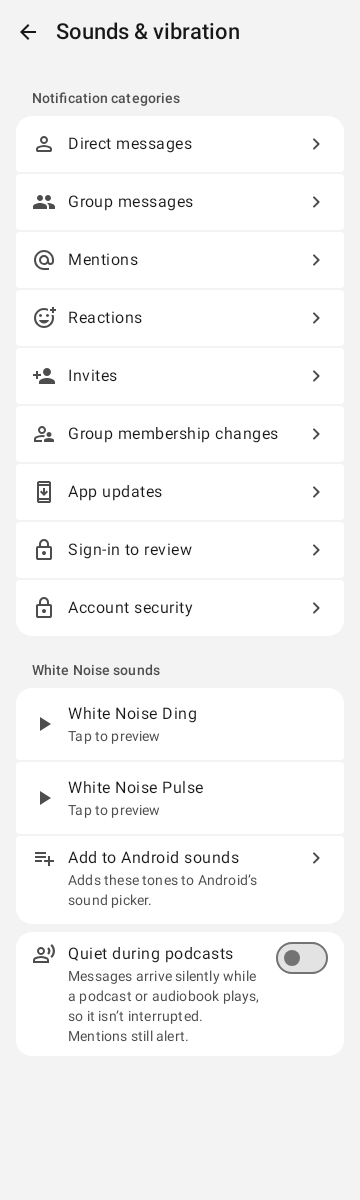 Sounds & vibration
Notification categories
Direct messages
Group messages
Mentions
Reactions
Invites
Group membership changes
App updates
Sign-in to review
Account security
White Noise sounds
White Noise Ding
Tap to preview
White Noise Pulse
Tap to preview
Add to Android sounds
Adds these tones to Android’s
sound picker.
Quiet during podcasts
Messages arrive silently while
a podcast or audiobook plays,
so it isn’t interrupted.
Mentions still alert.